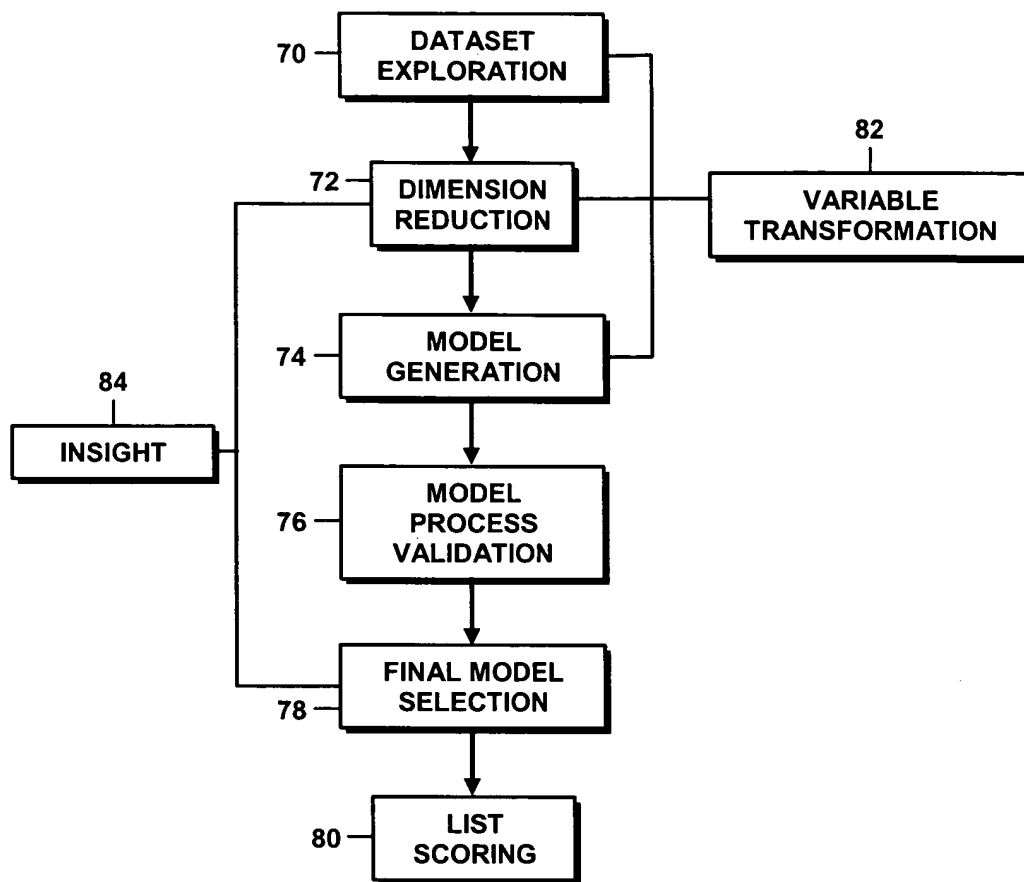 70
DATASET
EXPLORATION
82
72
DIMENSION
REDUCTION
VARIABLE
TRANSFORMATION
74
MODEL
GENERATION
84
INSIGHT
76
MODEL
PROCESS
VALIDATION
FINAL MODEL
SELECTION
78
80
LIST
SCORING